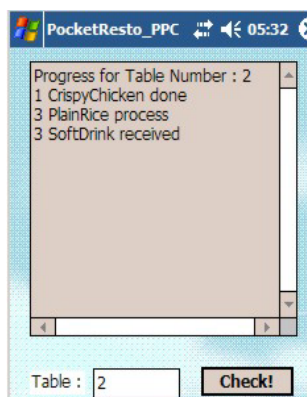 PocketResto_PPC 05:32
Progress for Table Number : 2
1 CrispyChicken done
3 PlainRice process
3 SoftDrink received
Table : 2 Check!